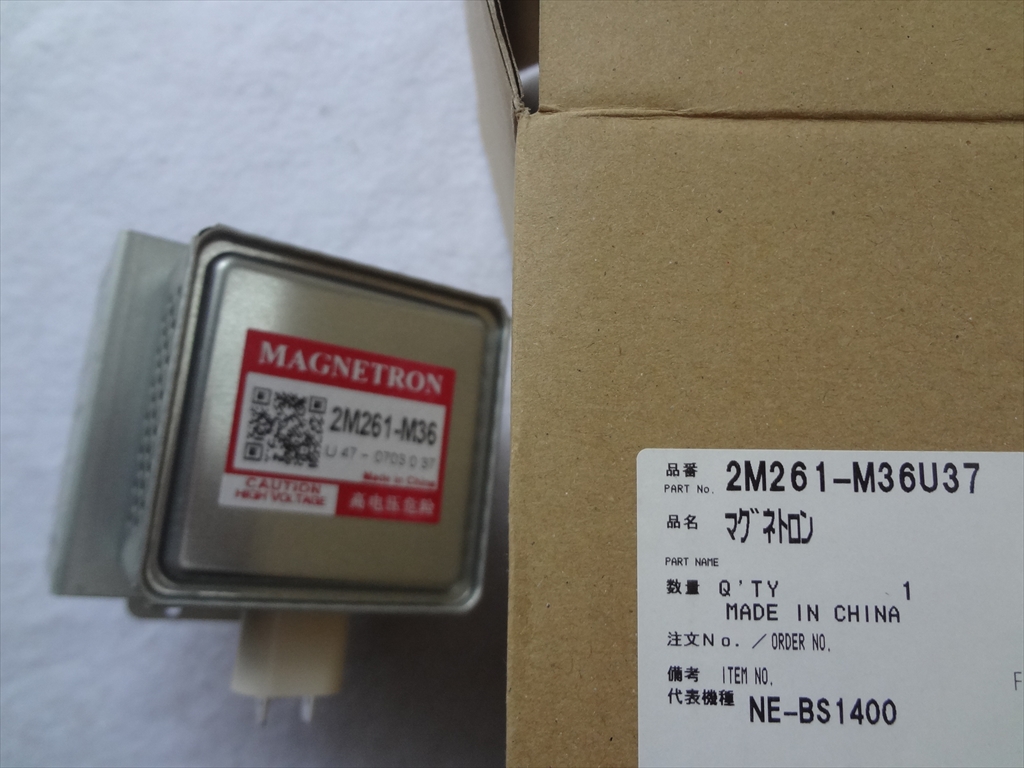 MAGNETRON
2M261-M36
U 47 - 0703 0 37
Made in China
CAUTION
HIGH VOLTAGE
高电压危险
品番
PART No. 2M261-M36U37
品名 マグネトロン
PART NAME
数量 Q'TY 1
MADE IN CHINA
注文No. / ORDER NO.
備考 ITEM NO.
F
代表機種 NE-BS1400